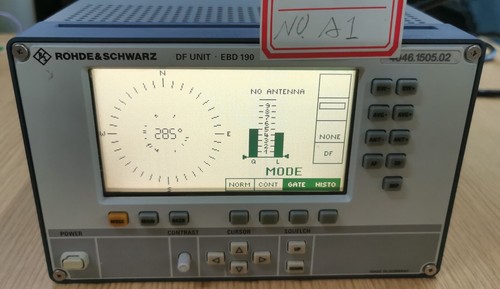 NO. A1
ROHDE&SCHWARZ DF UNIT · EBD 190 4046.1505.02
N
NO ANTENNA
W 285° E
NONE
DF
Q L
MODE
NORM CONT GATE HISTO
POWER CONTRAST CURSOR SQUELCH